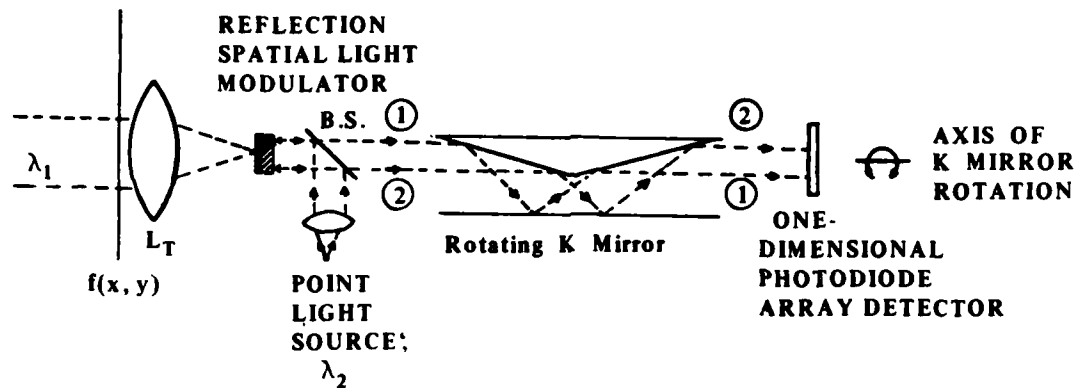 REFLECTION
SPATIAL LIGHT
MODULATOR
B.S.
①
②
λ1
LT
f(x, y)
②
①
Rotating K Mirror
POINT
LIGHT
SOURCE,
λ2
ONE-
DIMENSIONAL
PHOTODIODE
ARRAY DETECTOR
AXIS OF
K MIRROR
ROTATION